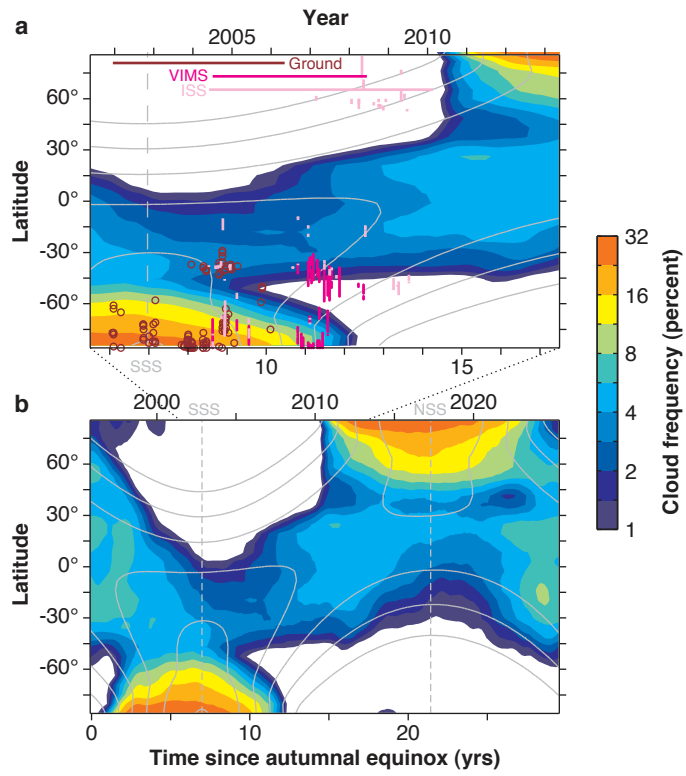 Year
a
2005
2010
Ground
VIMS
ISS
60°
30°
0°
-30°
-60°
Latitude
SSS
10
15
b
2000
SSS
2010
NSS
2020
60°
30°
0°
-30°
-60°
Latitude
0
10
20
Time since autumnal equinox (yrs)
32
16
8
4
2
1
Cloud frequency (percent)